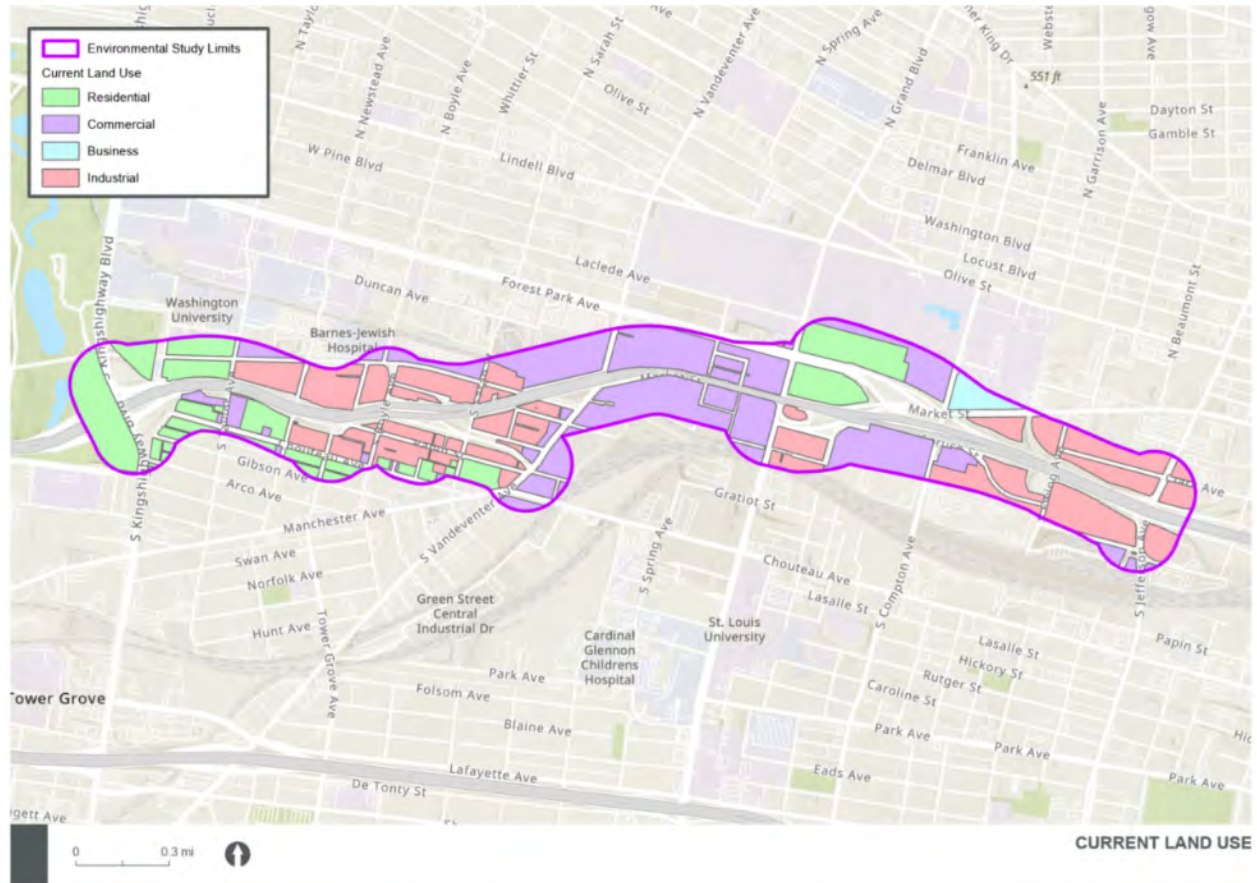 Environmental Study Limits
Current Land Use
Residential
Commercial
Business
Industrial
N Newstead Ave
N Boyle Ave
Whittier St
N Sarah St
Olive St
N Vandeventer Ave
N Spring Ave
N Grand Blvd
551 ft
Dayton St
Gamble St
N Garrison Ave
Franklin Ave
Delmar Blvd
W Pine Blvd
Lindell Blvd
Washington Blvd
Locust Blvd
Olive St
N Beaumont St
S Kingshighway Blvd
Laclede Ave
Duncan Ave
Forest Park Ave
Washington
University
Barnes-Jewish
Hospital
Market St
Gibson Ave
Arco Ave
Manchester Ave
S Vandeventer Ave
Gratiot St
Swan Ave
Norfolk Ave
S Spring Ave
Chouteau Ave
S Compton Ave
S Jefferson Ave
Lasalle St
Hunt Ave
Tower Grove Ave
Green Street
Central
Industrial Dr
Cardinal
Glennon
Childrens
Hospital
St. Louis
University
Lasalle St
Papin St
Hickory St
Rutger St
Caroline St
Tower Grove
Park Ave
Folsom Ave
Blaine Ave
Park Ave
Park Ave
Park Ave
Eads Ave
Lafayette Ave
De Tonty St
CURRENT LAND USE
0 0.3 mi